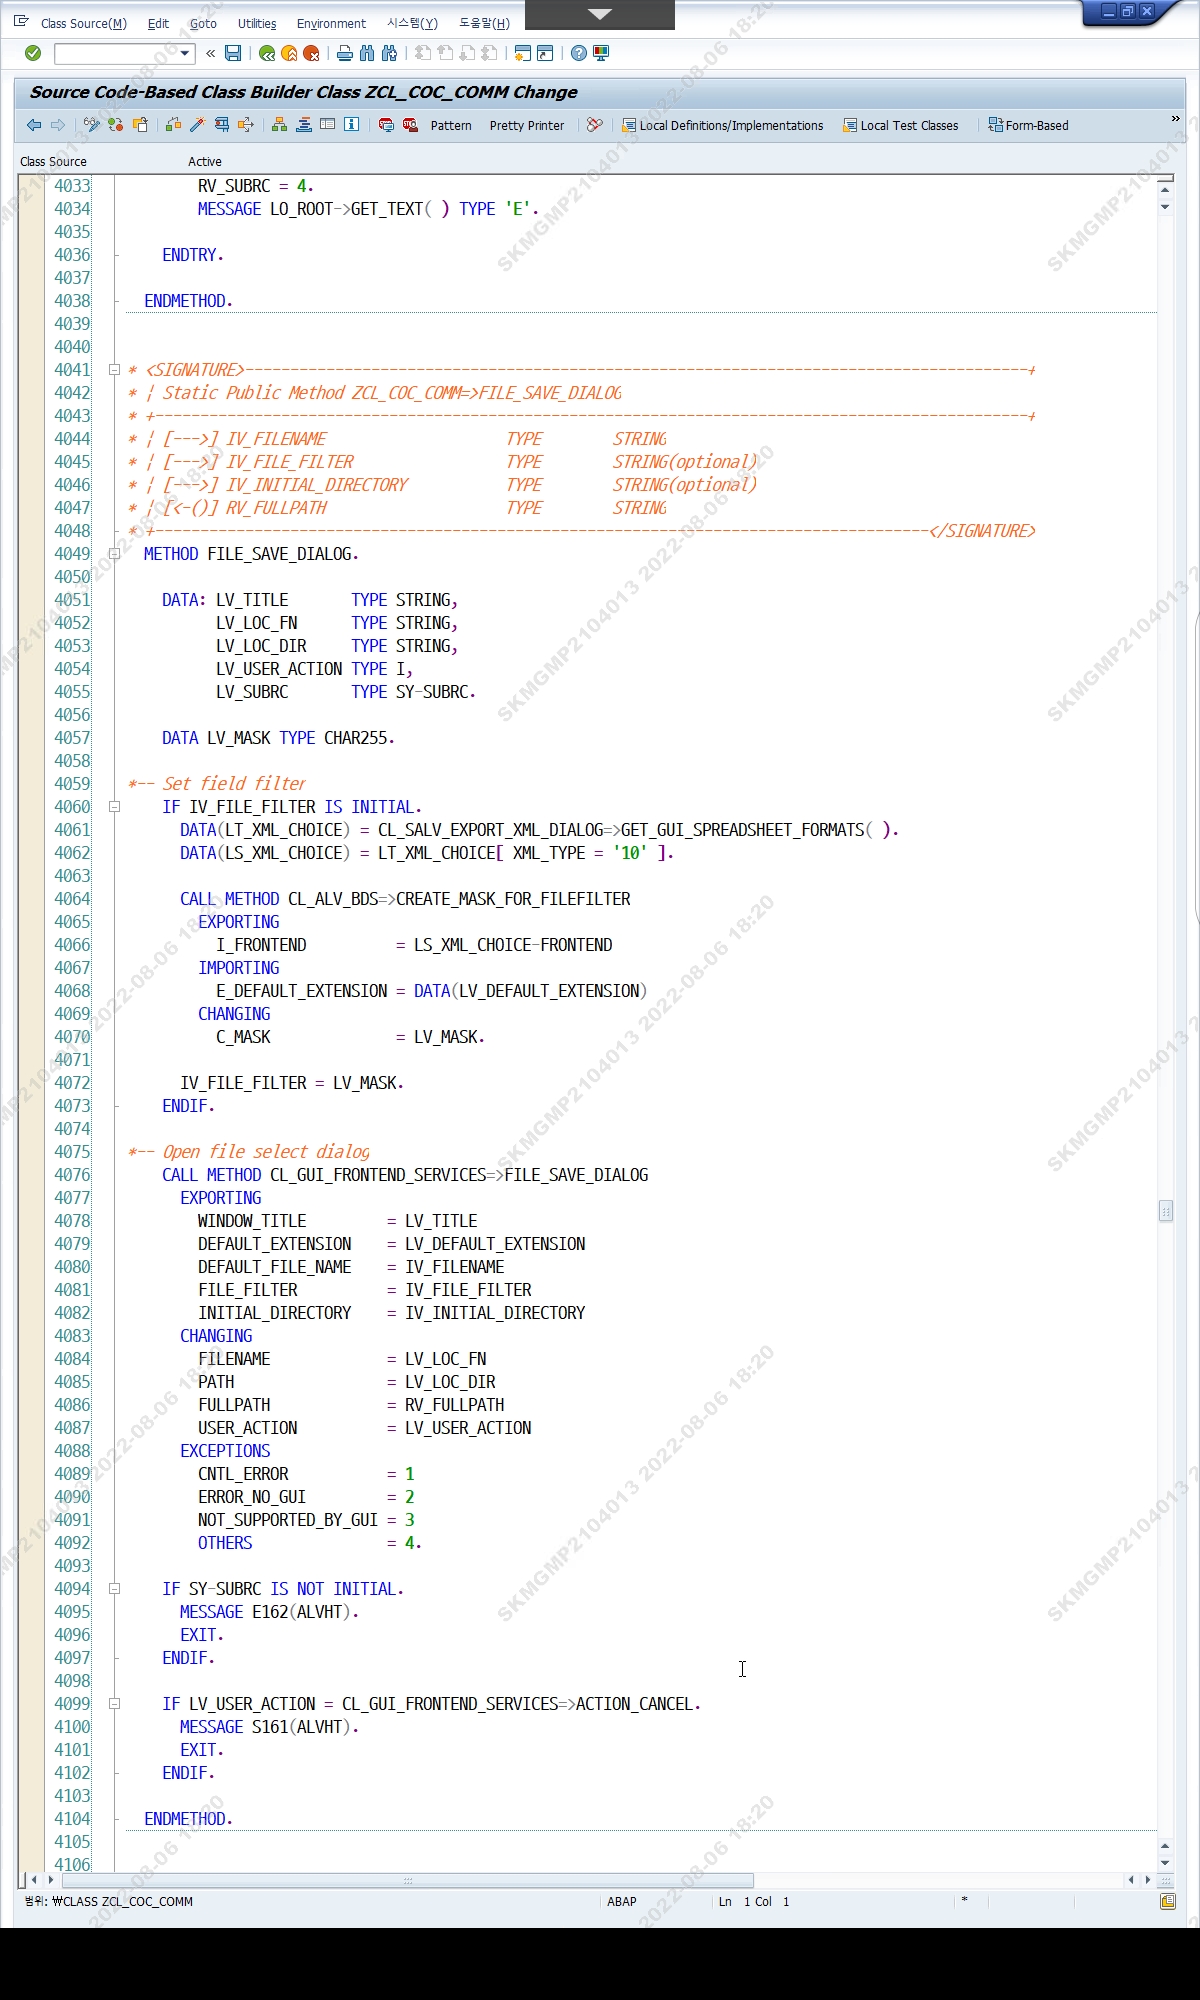 Class Source(M) Edit Goto Utilities Environment 시스템(Y) 도움말(H)
Source Code-Based Class Builder Class ZCL_COC_COMM Change
Pattern Pretty Printer Local Definitions/Implementations Local Test Classes Form-Based
Class Source Active
4033 RV_SUBRC = 4.
4034 MESSAGE LO_ROOT->GET_TEXT( ) TYPE 'E'.
4035
4036 ENDTRY.
4037
4038 ENDMETHOD.
4039
4040
4041 * <SIGNATURE>---------------------------------------------------------------------------------------+
4042 * | Static Public Method ZCL_COC_COMM=>FILE_SAVE_DIALOG
4043 * +-------------------------------------------------------------------------------------------------+
4044 * | [--->] IV_FILENAME TYPE STRING
4045 * | [--->] IV_FILE_FILTER TYPE STRING(optional)
4046 * | [--->] IV_INITIAL_DIRECTORY TYPE STRING(optional)
4047 * | [<-()] RV_FULLPATH TYPE STRING
4048 * +--------------------------------------------------------------------------------------</SIGNATURE>
4049 METHOD FILE_SAVE_DIALOG.
4050
4051 DATA: LV_TITLE TYPE STRING,
4052 LV_LOC_FN TYPE STRING,
4053 LV_LOC_DIR TYPE STRING,
4054 LV_USER_ACTION TYPE I,
4055 LV_SUBRC TYPE SY-SUBRC.
4056
4057 DATA LV_MASK TYPE CHAR255.
4058
4059 *-- Set field filter
4060 IF IV_FILE_FILTER IS INITIAL.
4061 DATA(LT_XML_CHOICE) = CL_SALV_EXPORT_XML_DIALOG=>GET_GUI_SPREADSHEET_FORMATS( ).
4062 DATA(LS_XML_CHOICE) = LT_XML_CHOICE[ XML_TYPE = '10' ].
4063
4064 CALL METHOD CL_ALV_BDS=>CREATE_MASK_FOR_FILEFILTER
4065 EXPORTING
4066 I_FRONTEND = LS_XML_CHOICE-FRONTEND
4067 IMPORTING
4068 E_DEFAULT_EXTENSION = DATA(LV_DEFAULT_EXTENSION)
4069 CHANGING
4070 C_MASK = LV_MASK.
4071
4072 IV_FILE_FILTER = LV_MASK.
4073 ENDIF.
4074
4075 *-- Open file select dialog
4076 CALL METHOD CL_GUI_FRONTEND_SERVICES=>FILE_SAVE_DIALOG
4077 EXPORTING
4078 WINDOW_TITLE = LV_TITLE
4079 DEFAULT_EXTENSION = LV_DEFAULT_EXTENSION
4080 DEFAULT_FILE_NAME = IV_FILENAME
4081 FILE_FILTER = IV_FILE_FILTER
4082 INITIAL_DIRECTORY = IV_INITIAL_DIRECTORY
4083 CHANGING
4084 FILENAME = LV_LOC_FN
4085 PATH = LV_LOC_DIR
4086 FULLPATH = RV_FULLPATH
4087 USER_ACTION = LV_USER_ACTION
4088 EXCEPTIONS
4089 CNTL_ERROR = 1
4090 ERROR_NO_GUI = 2
4091 NOT_SUPPORTED_BY_GUI = 3
4092 OTHERS = 4.
4093
4094 IF SY-SUBRC IS NOT INITIAL.
4095 MESSAGE E162(ALVHT).
4096 EXIT.
4097 ENDIF.
4098
4099 IF LV_USER_ACTION = CL_GUI_FRONTEND_SERVICES=>ACTION_CANCEL.
4100 MESSAGE S161(ALVHT).
4101 EXIT.
4102 ENDIF.
4103
4104 ENDMETHOD.
4105
4106
범위: ₩CLASS ZCL_COC_COMM ABAP Ln 1 Col 1 *
SKMGMP2104013 2022-08-06 18:20